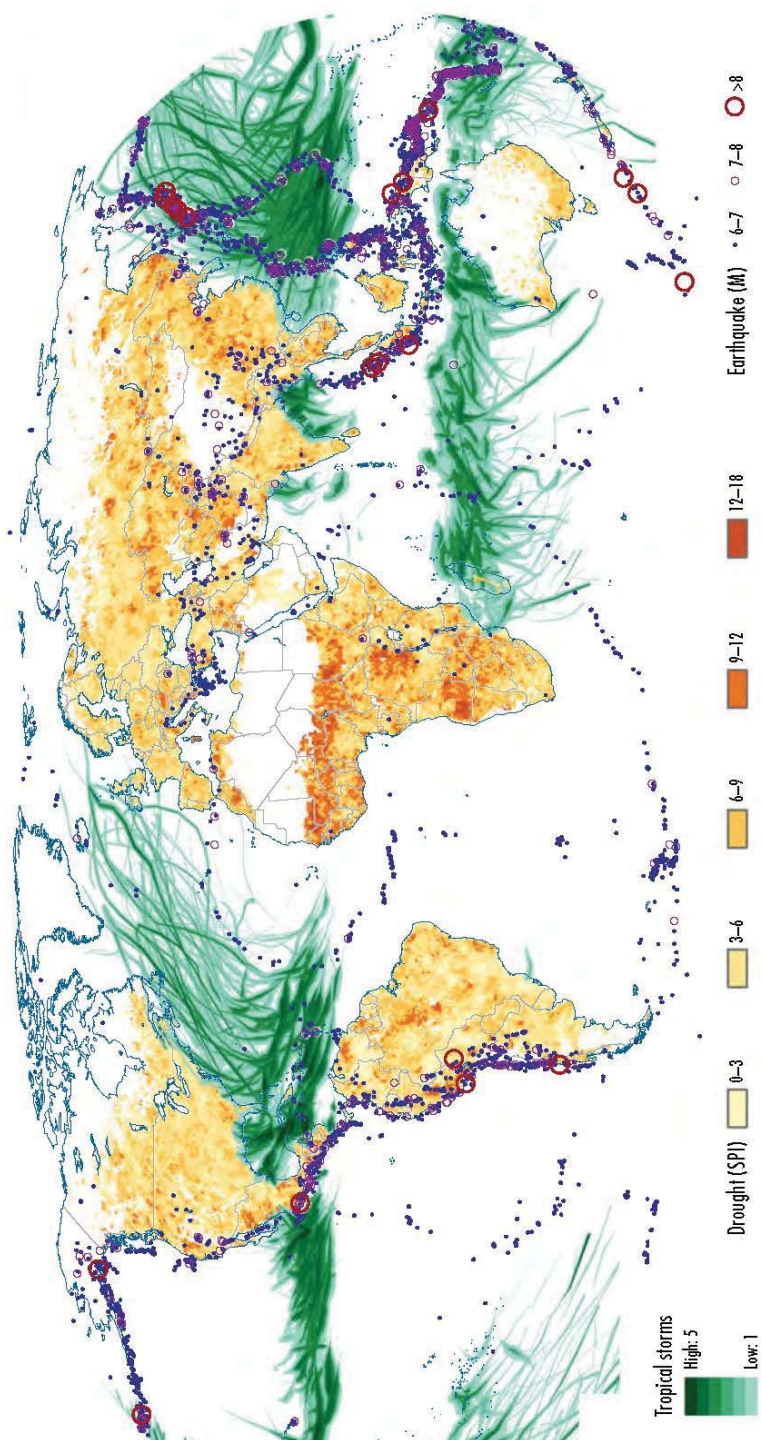 Tropical storms
High: 5
Low: 1
Drought (SPI)
0–3
3–6
6–9
9–12
12–18
Earthquake (M)
6–7
7–8
>8